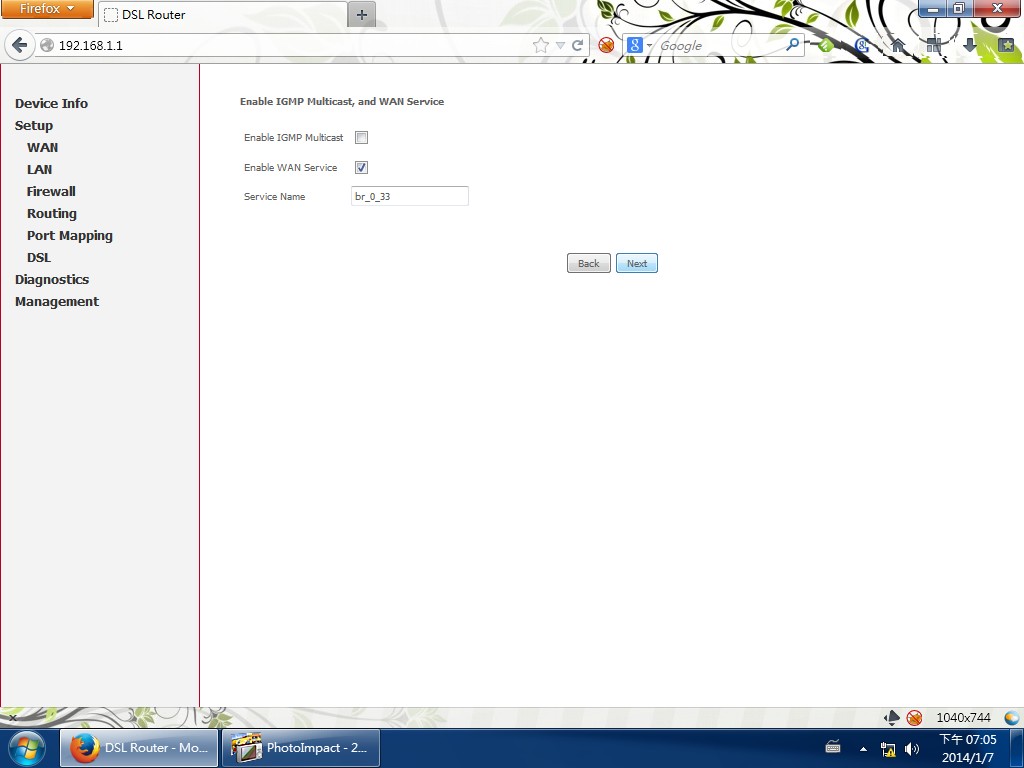 Firefox
DSL Router
192.168.1.1
Google
Device Info
Setup
WAN
LAN
Firewall
Routing
Port Mapping
DSL
Diagnostics
Management
Enable IGMP Multicast, and WAN Service
Enable IGMP Multicast
Enable WAN Service
Service Name br_0_33
Back Next
1040x744
DSL Router - Mo...
PhotoImpact - 2...
下午 07:05
2014/1/7